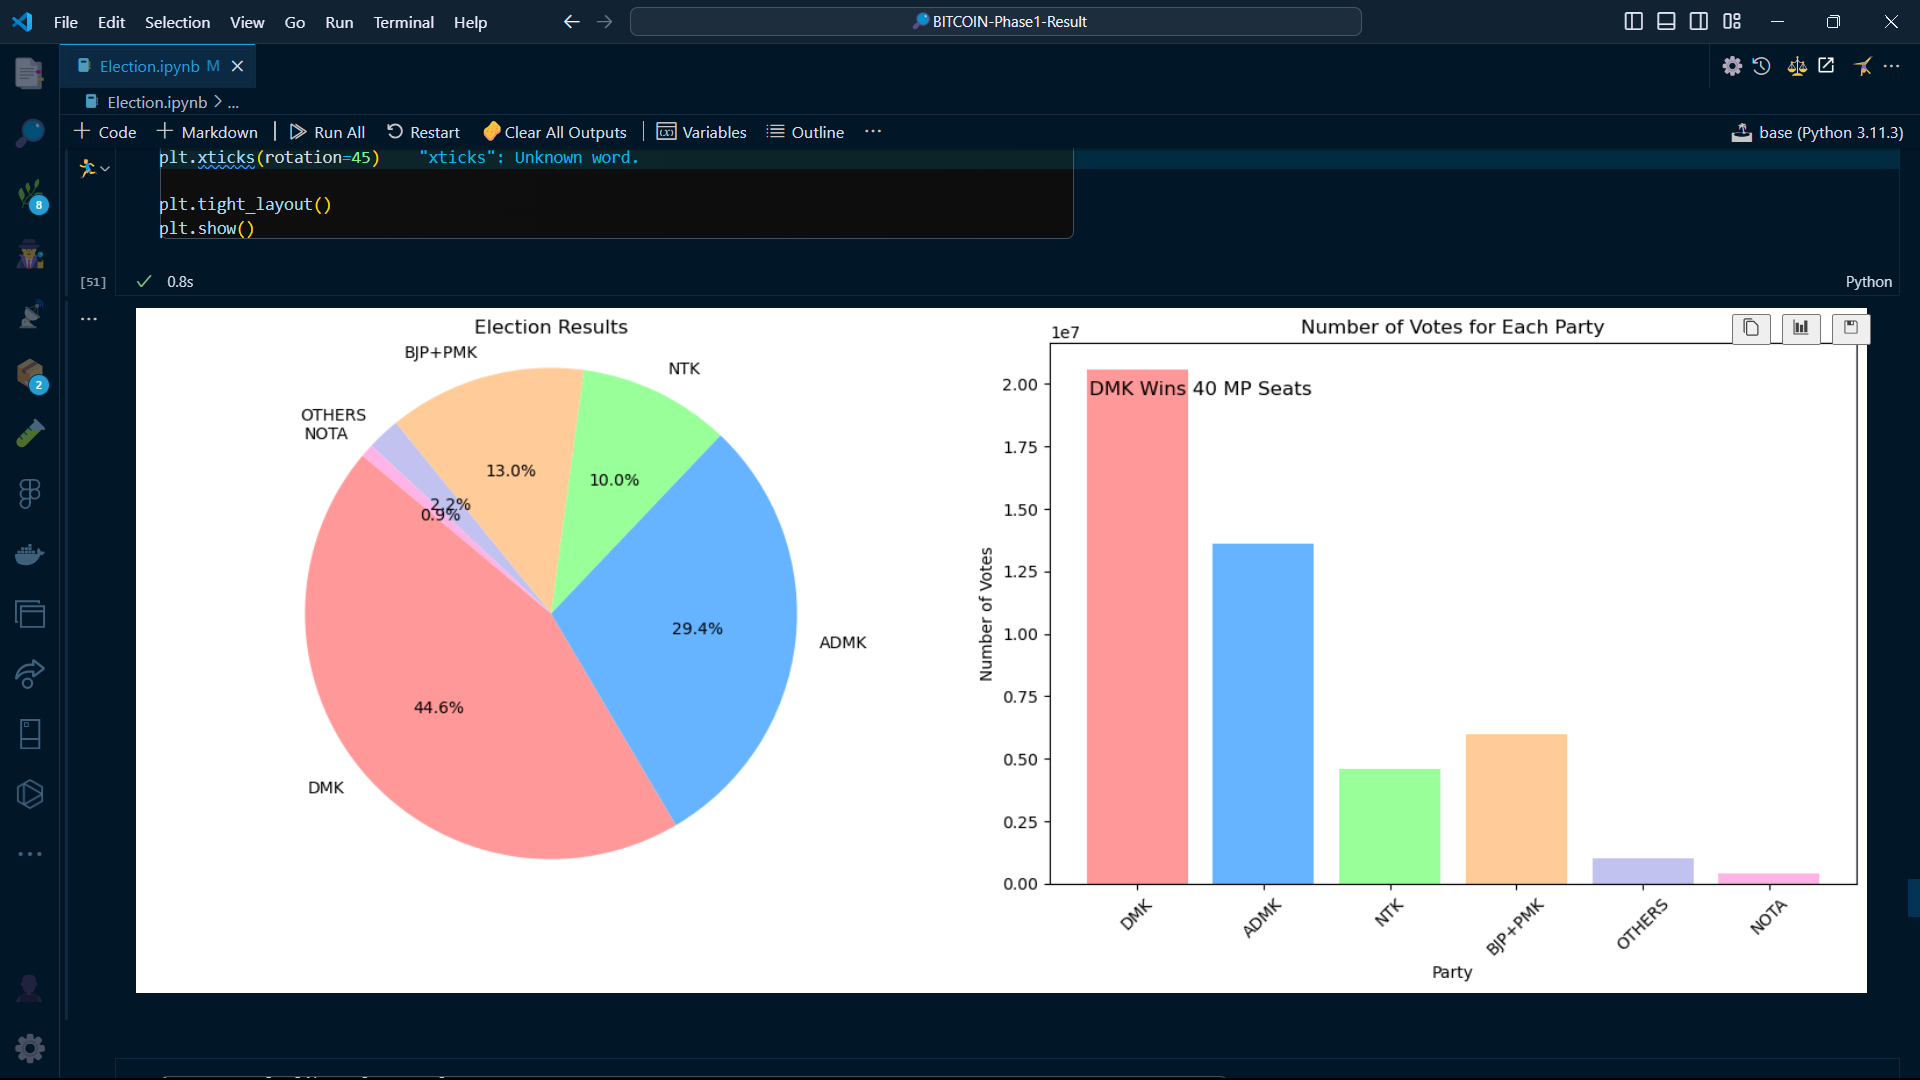 File Edit Selection View Go Run Terminal Help
BITCOIN-Phase1-Result
Election.ipynb M
Election.ipynb > ...
+ Code + Markdown Run All Restart Clear All Outputs Variables Outline ...
base (Python 3.11.3)
plt.xticks(rotation=45) "xticks": Unknown word.
plt.tight_layout()
plt.show()
[51] 0.8s
Python
8
2
Election Results
BJP+PMK
NTK
OTHERS
NOTA
13.0%
10.0%
2.2%
0.9%
29.4%
ADMK
44.6%
DMK
1e7
Number of Votes for Each Party
DMK Wins 40 MP Seats
2.00
1.75
1.50
1.25
1.00
0.75
0.50
0.25
0.00
Number of Votes
DMK
ADMK
NTK
BJP+PMK
OTHERS
NOTA
Party